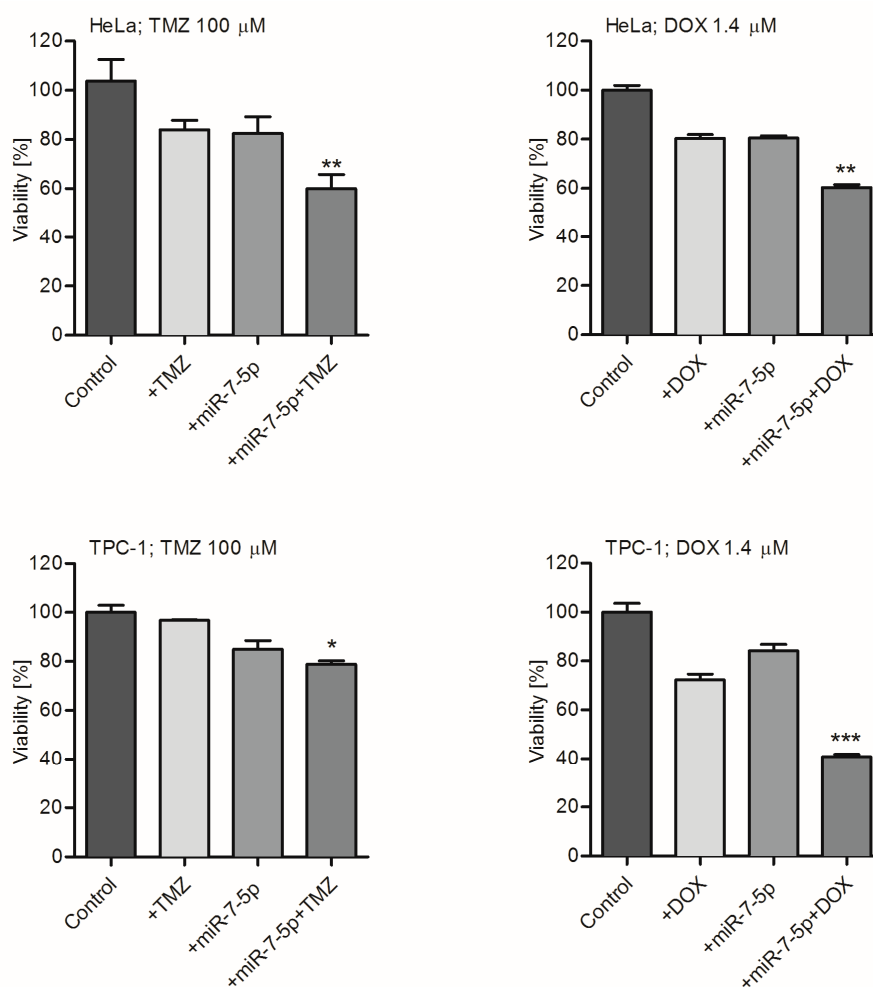 HeLa; TMZ 100 μM
120
100
80
60
40
20
0
Viability [%]
**
Control
+TMZ
+miR-7-5p
+miR-7-5p+TMZ
HeLa; DOX 1.4 μM
120
100
80
60
40
20
0
Viability [%]
**
Control
+DOX
+miR-7-5p
+miR-7-5p+DOX
TPC-1; TMZ 100 μM
120
100
80
60
40
20
0
Viability [%]
*
Control
+TMZ
+miR-7-5p
+miR-7-5p+TMZ
TPC-1; DOX 1.4 μM
120
100
80
60
40
20
0
Viability [%]
***
Control
+DOX
+miR-7-5p
+miR-7-5p+DOX